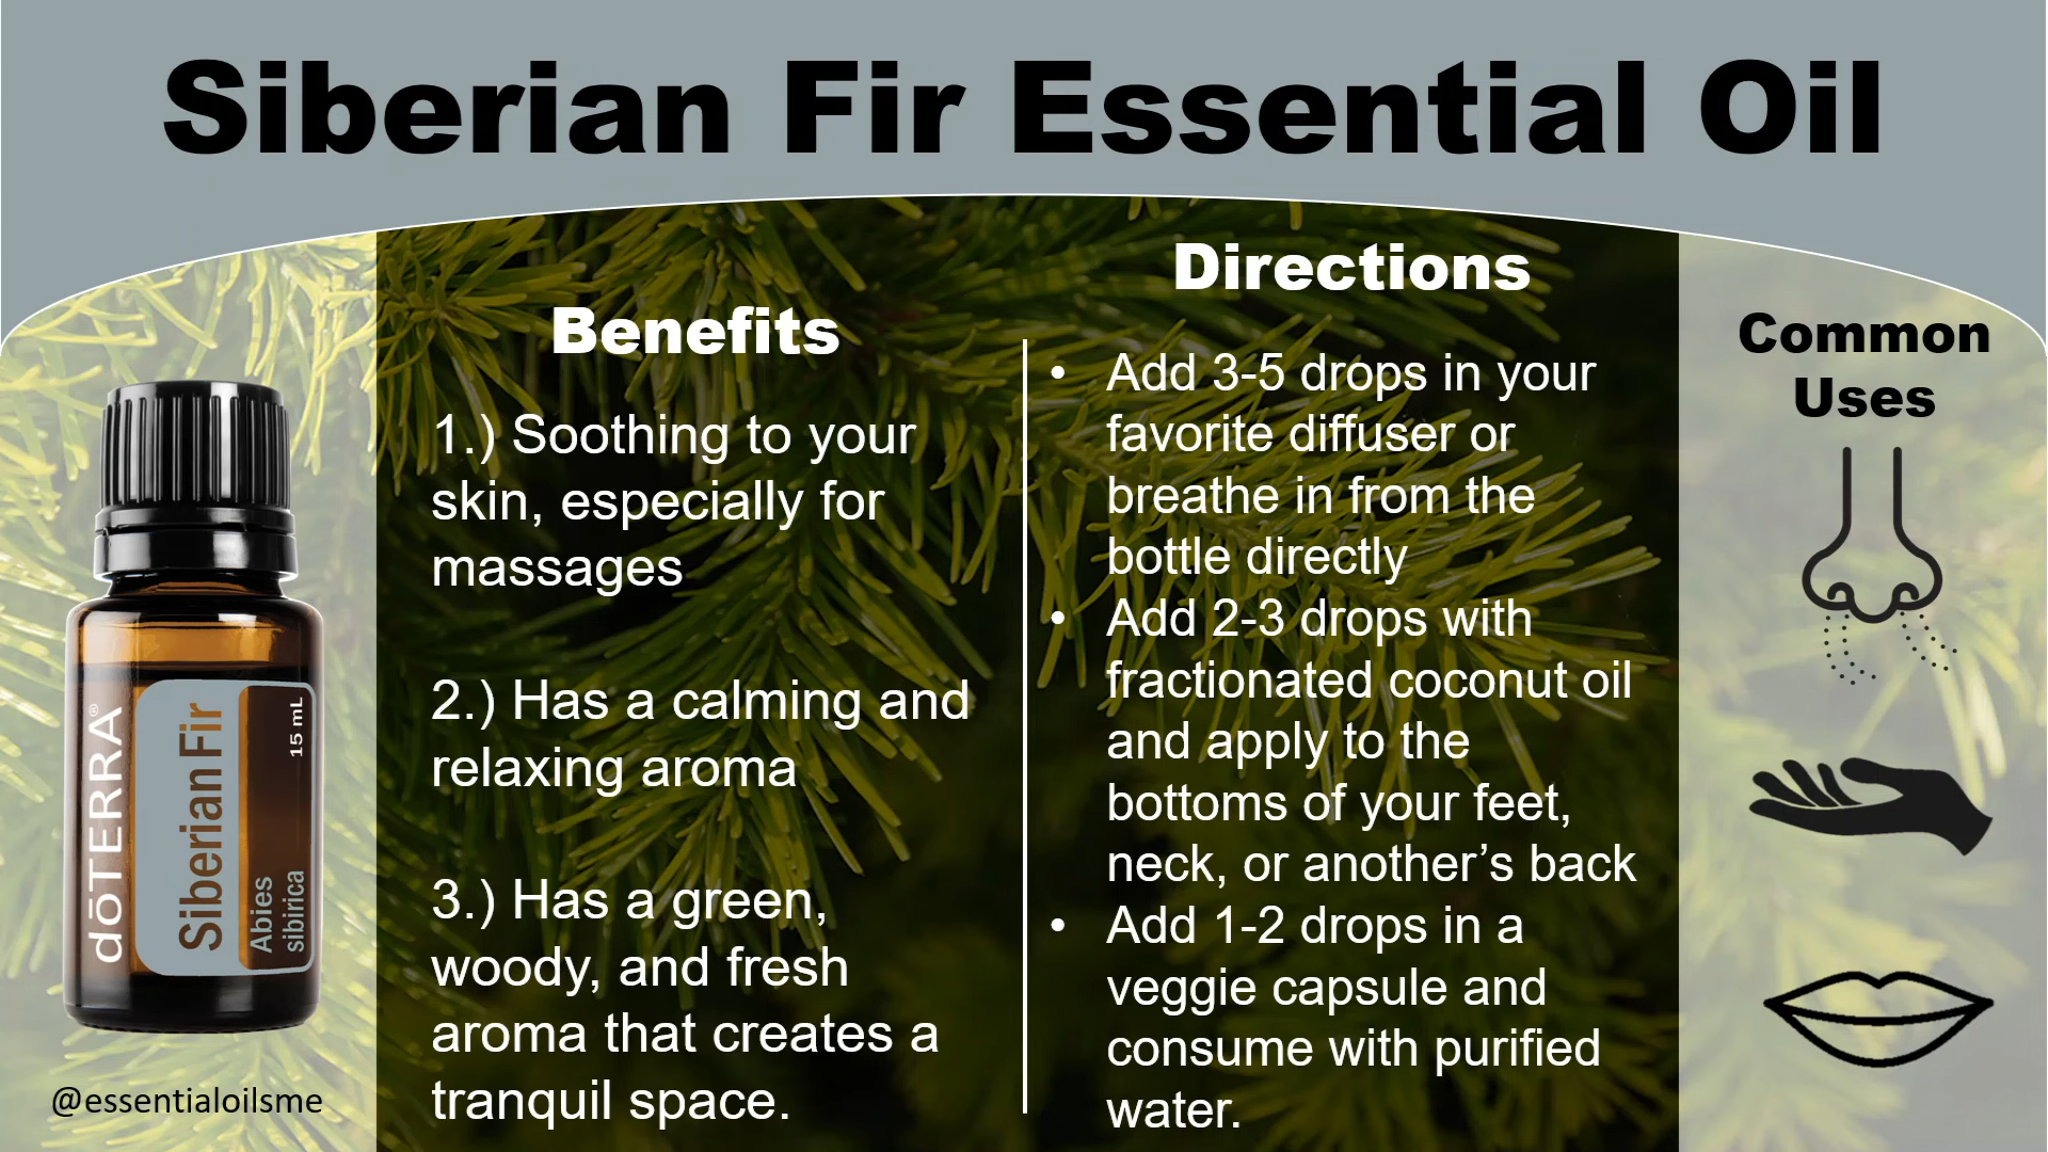 Siberian Fir Essential Oil
Benefits
1.) Soothing to your
skin, especially for
massages
2.) Has a calming and
relaxing aroma
3.) Has a green,
woody, and fresh
aroma that creates a
tranquil space.
Directions
• Add 3-5 drops in your
favorite diffuser or
breathe in from the
bottle directly
• Add 2-3 drops with
fractionated coconut oil
and apply to the
bottoms of your feet,
neck, or another’s back
• Add 1-2 drops in a
veggie capsule and
consume with purified
water.
Common
Uses
dōTERRA®
Siberian Fir
Abies
sibirica
15 mL
@essentialoilsme